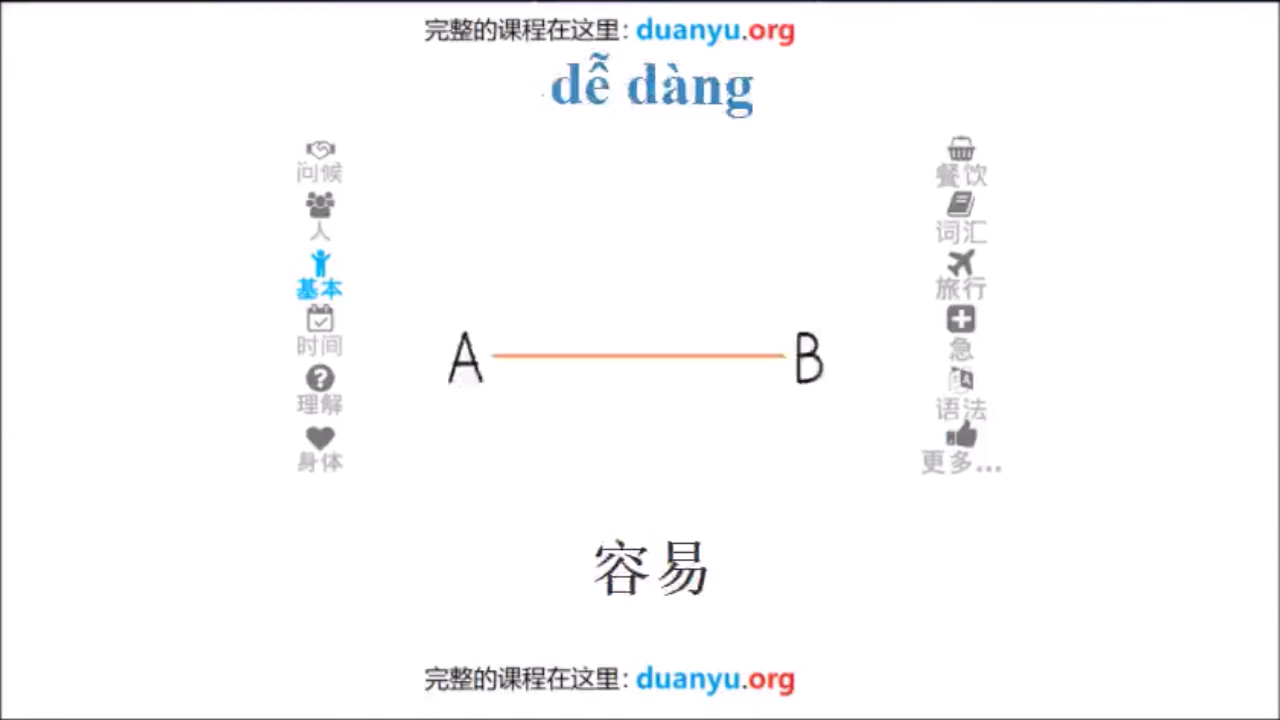 完整的课程在这里: duanyu.org
dễ dàng
问候
人
基本
时间
理解
身体
餐饮
词汇
旅行
急
语法
更多...
A
B
容易
完整的课程在这里: duanyu.org